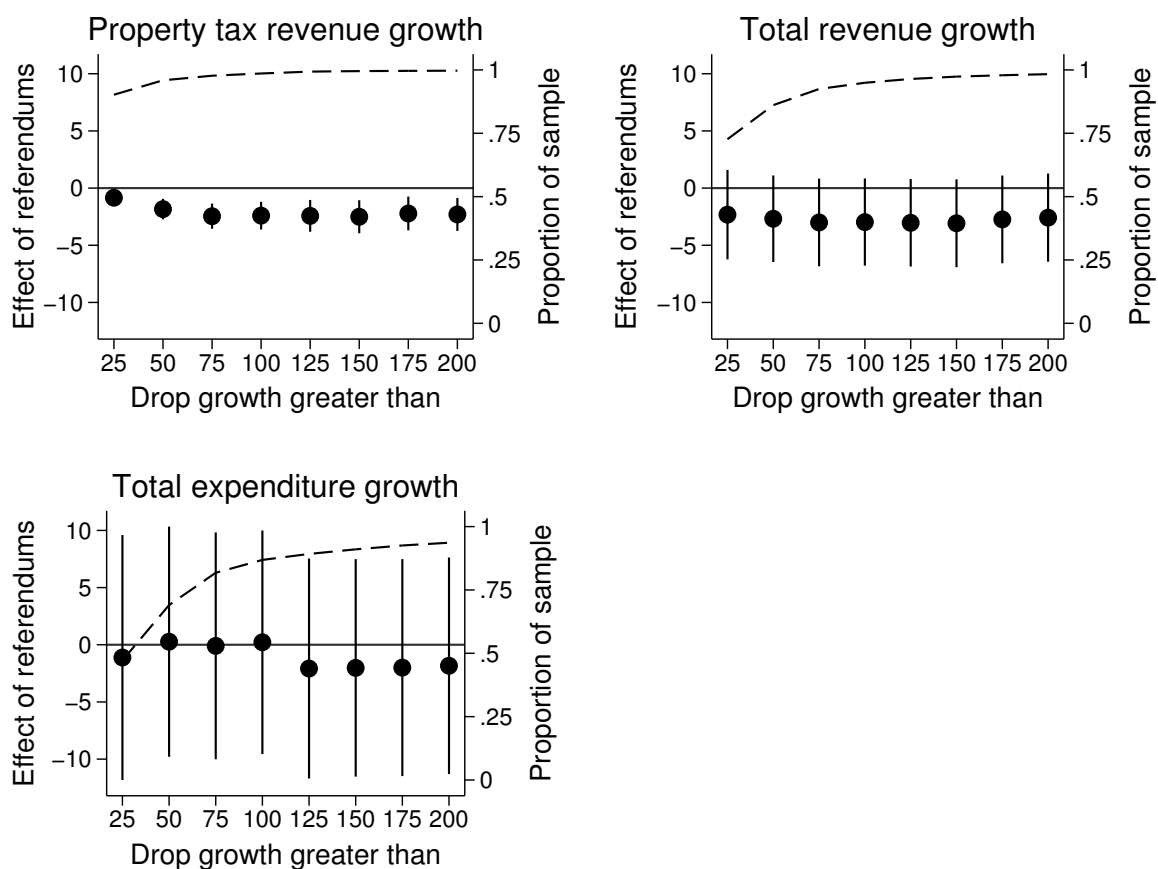 Property tax revenue growth
Effect of referendums
10
5
0
−5
−10
1
.75
.5
.25
0
Proportion of sample
25 50 75 100 125 150 175 200
Drop growth greater than
Total revenue growth
Effect of referendums
10
5
0
−5
−10
1
.75
.5
.25
0
Proportion of sample
25 50 75 100 125 150 175 200
Drop growth greater than
Total expenditure growth
Effect of referendums
10
5
0
−5
−10
1
.75
.5
.25
0
Proportion of sample
25 50 75 100 125 150 175 200
Drop growth greater than